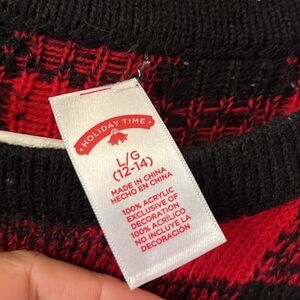 HOLIDAY TIME
L/G
(12-14)
MADE IN CHINA
HECHO EN CHINA
100% ACRYLIC
EXCLUSIVE OF
DECORATION
100% ACRÍLICO
NO INCLUYE LA
DECORACIÓN